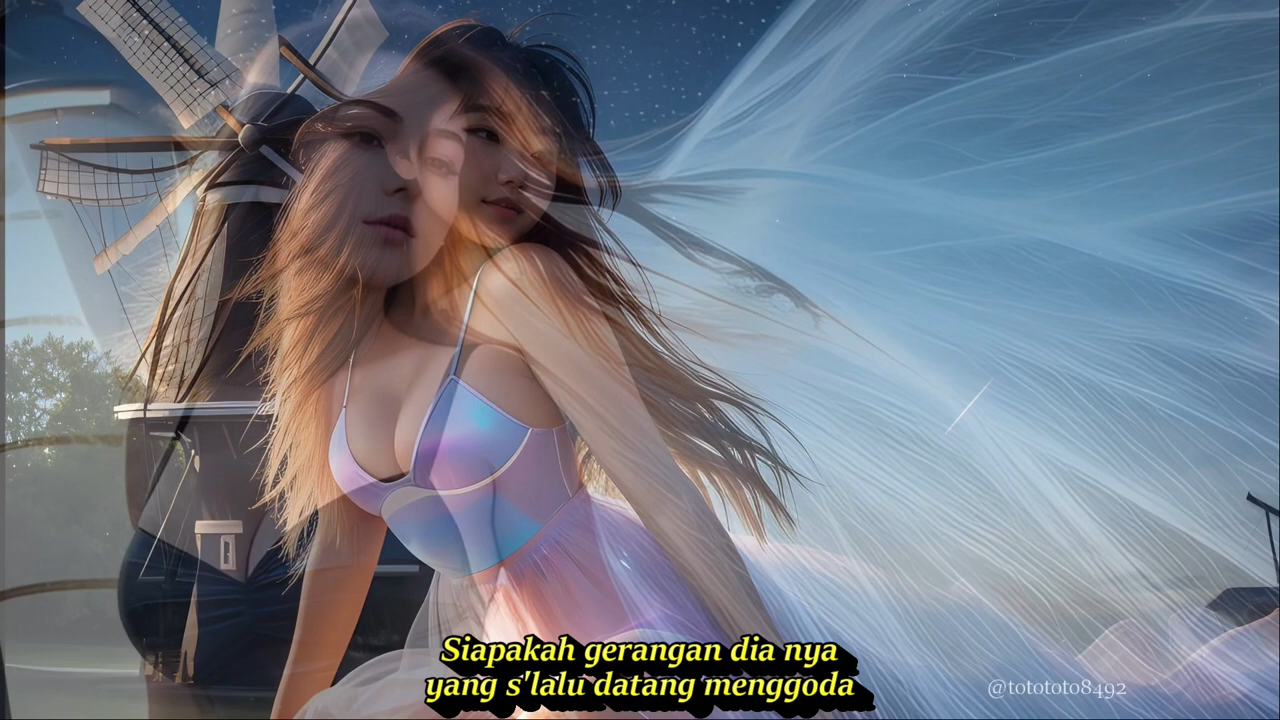 Siapakah gerangan dia nya
yang s'lalu datang menggoda
@totototo8492